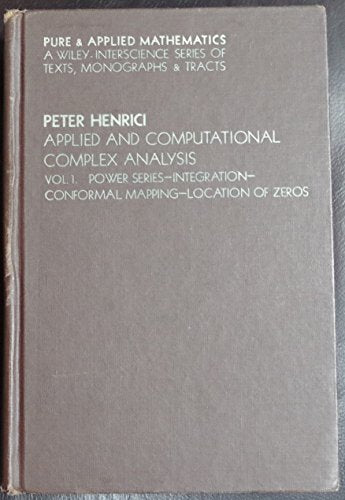 PURE & APPLIED MATHEMATICS
A WILEY-INTERSCIENCE SERIES OF
TEXTS, MONOGRAPHS & TRACTS
PETER HENRICI
APPLIED AND COMPUTATIONAL
COMPLEX ANALYSIS
VOL. 1. POWER SERIES—INTEGRATION—
CONFORMAL MAPPING—LOCATION OF ZEROS